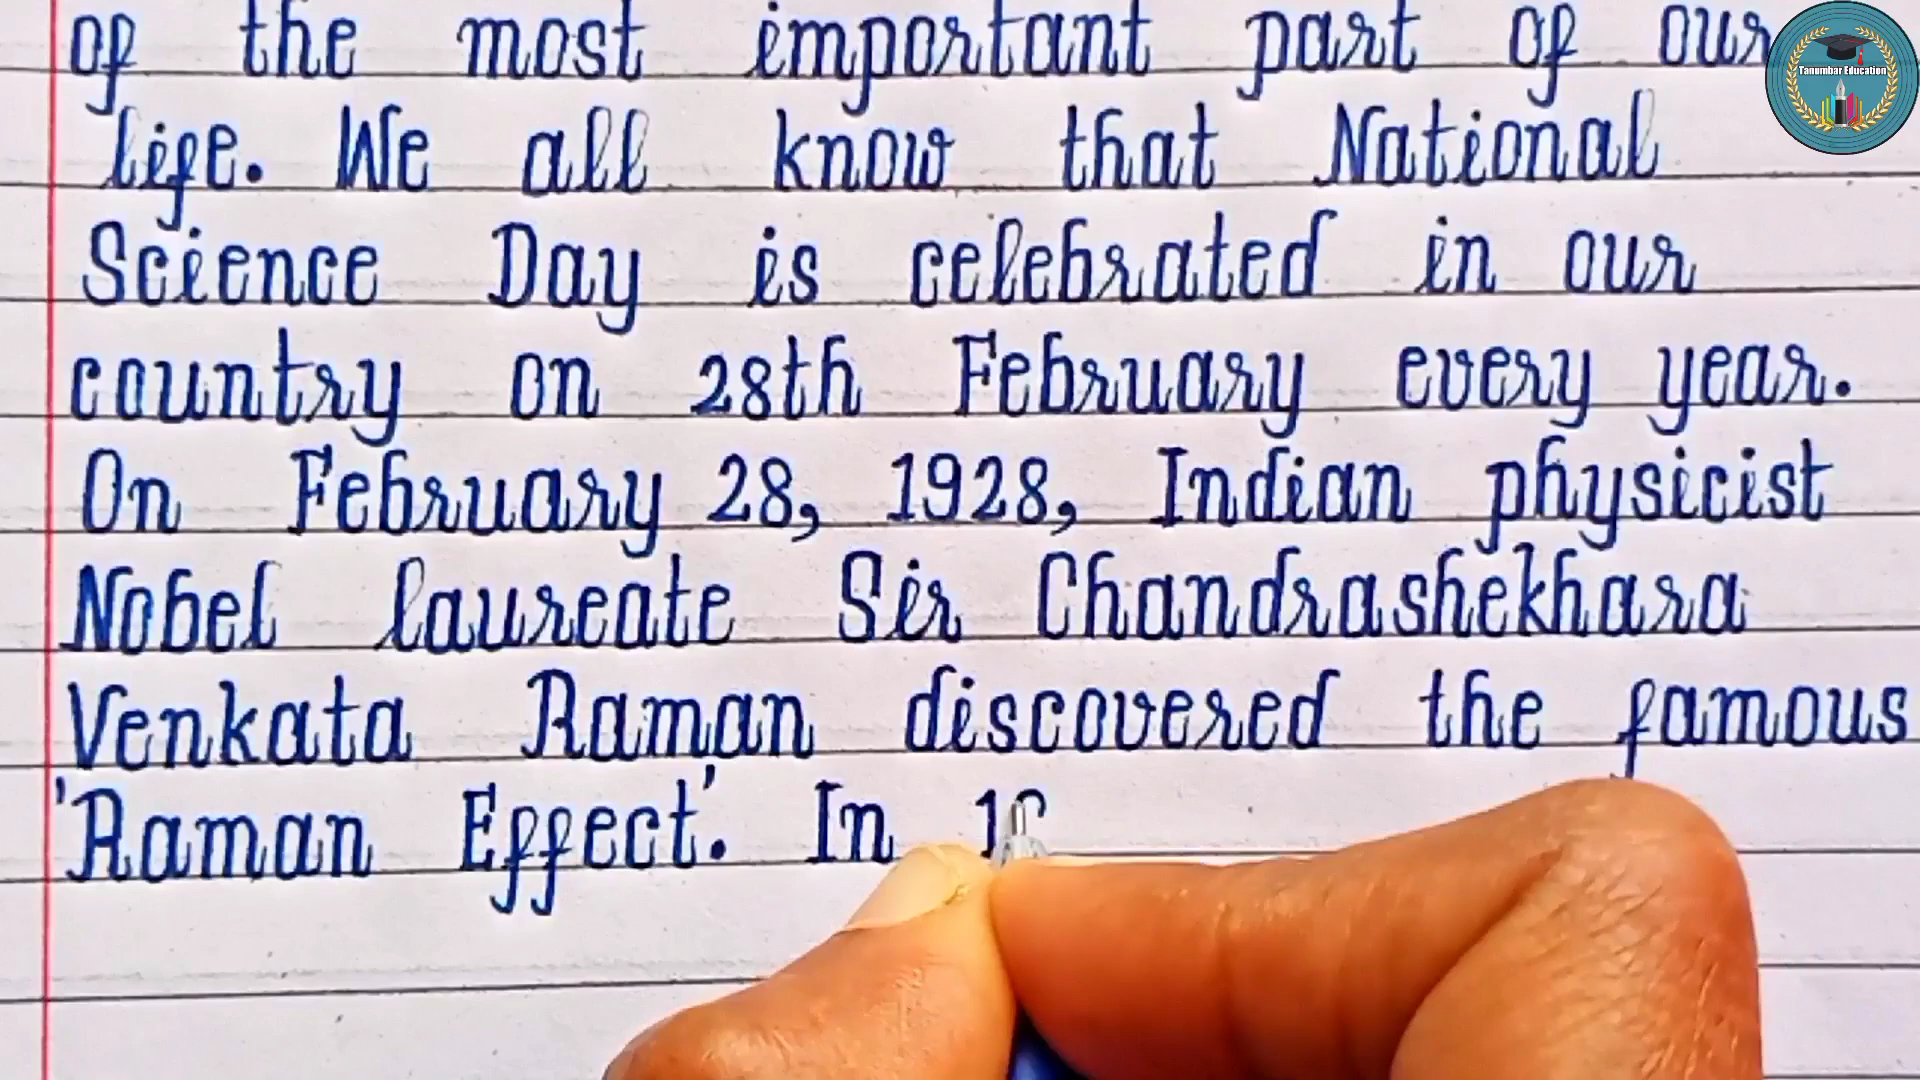 of the most important part of our
life. We all know that National
Science Day is celebrated in our
country on 28th February every year.
On February 28, 1928, Indian physicist
Nobel laureate Sir Chandrashekhara
Venkata Raman discovered the famous
'Raman Effect'. In
Tanumbar Education